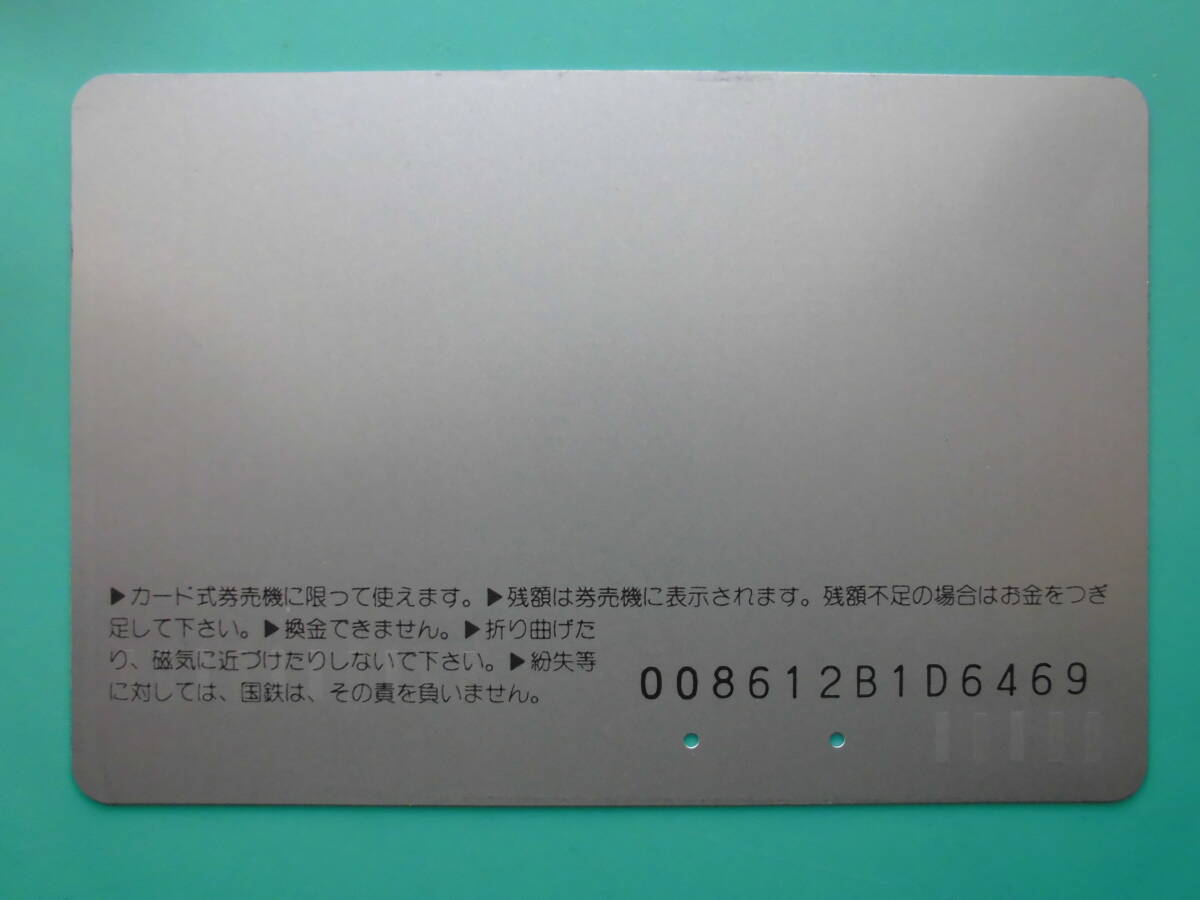 ▶カード式券売機に限って使えます。▶残額は券売機に表示されます。残額不足の場合はお金をつぎ
足して下さい。▶換金できません。▶折り曲げた
り、磁気に近づけたりしないで下さい。▶紛失等
に対しては、国鉄は、その責を負いません。
008612B1D6469